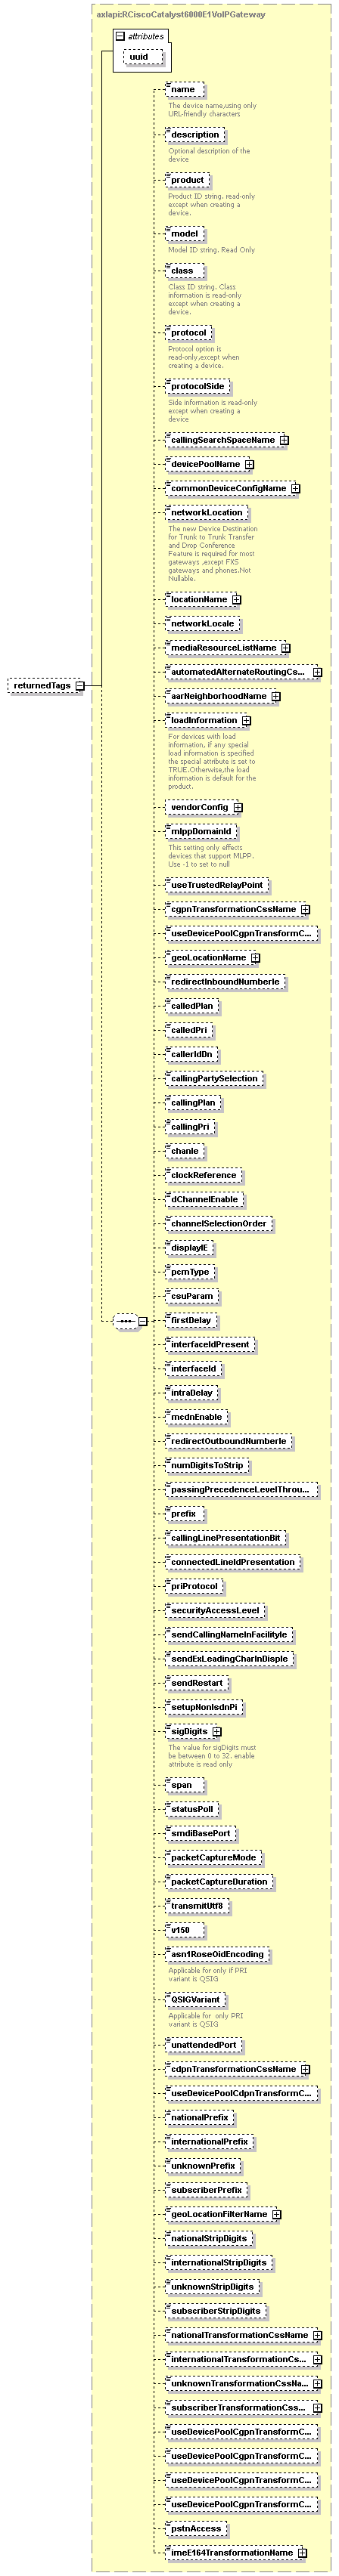 axlapi:RCiscoCatalyst6000E1VoIPGateway
attributes
uuid
name
The device name,using only
URL-friendly characters
description
Optional description of the
device
product
Product ID string. read-only
except when creating a
device.
model
Model ID string. Read Only
class
Class ID string. Class
information is read-only
except when creating a
device.
protocol
Protocol option is
read-only,except when
creating a device.
protocolSide
Side information is read-only
except when creating a
device
callingSearchSpaceName
devicePoolName
commonDeviceConfigName
networkLocation
The new Device Destination
for Trunk to Trunk Transfer
and Drop Conference
Feature is required for most
gateways ,except FXS
gateways and phones.Not
Nullable.
locationName
networkLocale
mediaResourceListName
returnedTags
automatedAlternateRoutingCs...
aarNeighborhoodName
loadInformation
For devices with load
information, if any special
load information is specified
the special attribute is set to
TRUE.Otherwise,the load
information is default for the
product.
vendorConfig
mlppDomainId
This setting only effects
devices that support MLPP.
Use -1 to set to null
useTrustedRelayPoint
cgpnTransformationCssName
useDevicePoolCgpnTransformC...
geoLocationName
redirectInboundNumberIe
calledPlan
calledPri
callerIdDn
callingPartySelection
callingPlan
callingPri
chanIe
clockReference
dChannelEnable
channelSelectionOrder
displayIE
pcmType
csuParam
firstDelay
interfaceIdPresent
interfaceId
intraDelay
mcdnEnable
redirectOutboundNumberIe
numDigitsToStrip
passingPrecedenceLevelThrou...
prefix
callingLinePresentationBit
connectedLineIdPresentation
priProtocol
securityAccessLevel
sendCallingNameInFacilityIe
sendExLeadingCharInDispIe
sendRestart
setupNonIsdnPi
sigDigits
The value for sigDigits must
be between 0 to 32. enable
attribute is read only
span
statusPoll
smdiBasePort
packetCaptureMode
packetCaptureDuration
transmitUtf8
v150
asn1RoseOidEncoding
Applicable for only if PRI
variant is QSIG
QSIGVariant
Applicable for  only PRI
variant is QSIG
unattendedPort
cdpnTransformationCssName
useDevicePoolCdpnTransformC...
nationalPrefix
internationalPrefix
unknownPrefix
subscriberPrefix
geoLocationFilterName
nationalStripDigits
internationalStripDigits
unknownStripDigits
subscriberStripDigits
nationalTransformationCssName
internationalTransformationCs...
unknownTransformationCssNa...
subscriberTransformationCss...
useDevicePoolCgpnTransformC...
useDevicePoolCgpnTransformC...
useDevicePoolCgpnTransformC...
useDevicePoolCgpnTransformC...
pstnAccess
imeE164TransformationName